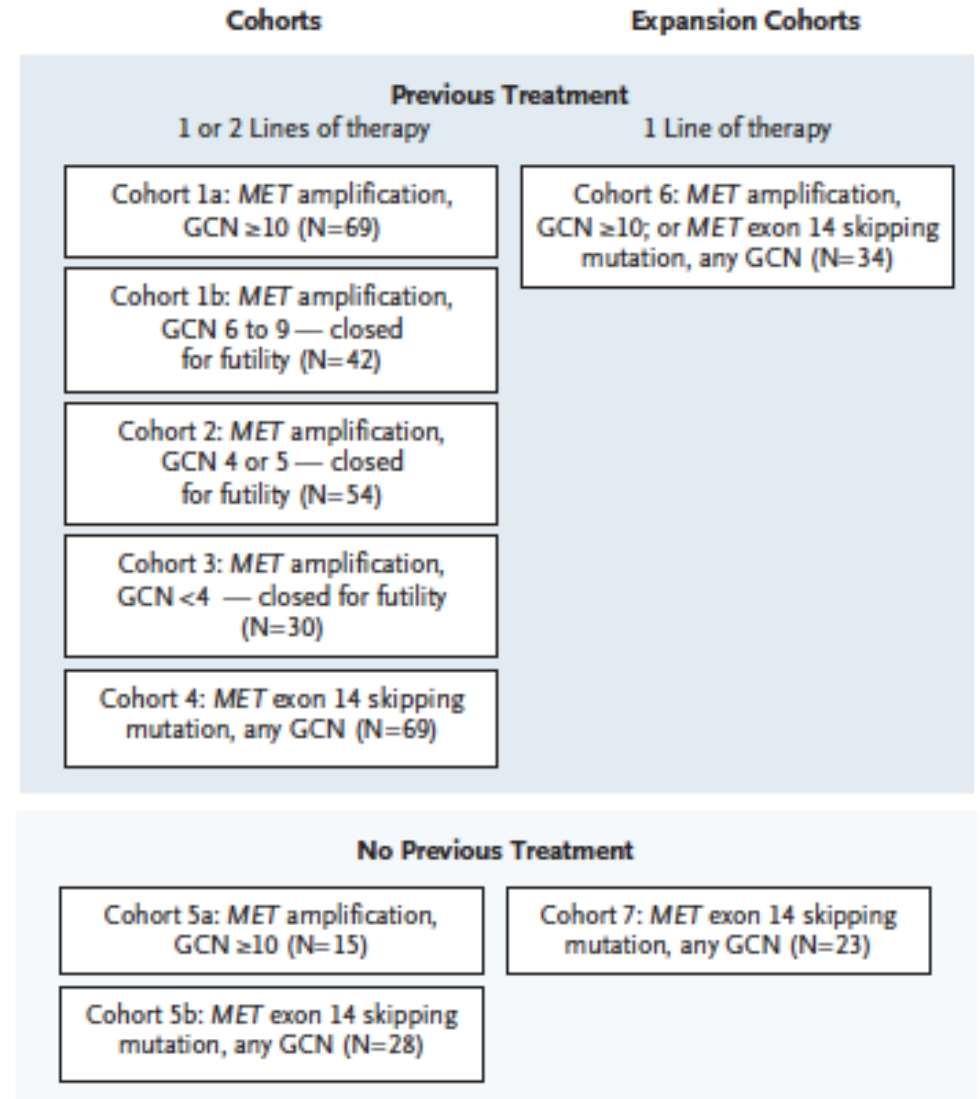 Cohorts
Expansion Cohorts
Previous Treatment
1 or 2 Lines of therapy
1 Line of therapy
Cohort 1a: MET amplification,
GCN ≥10 (N=69)
Cohort 6: MET amplification,
GCN ≥10; or MET exon 14 skipping
mutation, any GCN (N=34)
Cohort 1b: MET amplification,
GCN 6 to 9 — closed
for futility (N=42)
Cohort 2: MET amplification,
GCN 4 or 5 — closed
for futility (N=54)
Cohort 3: MET amplification,
GCN <4 — closed for futility
(N=30)
Cohort 4: MET exon 14 skipping
mutation, any GCN (N=69)
No Previous Treatment
Cohort 5a: MET amplification,
GCN ≥10 (N=15)
Cohort 7: MET exon 14 skipping
mutation, any GCN (N=23)
Cohort 5b: MET exon 14 skipping
mutation, any GCN (N=28)